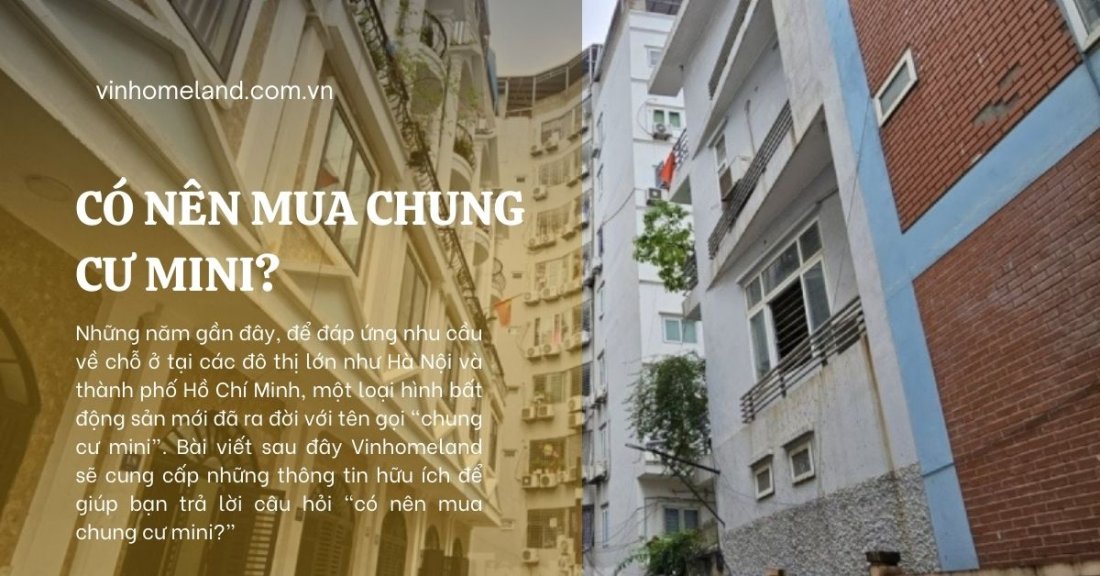 vinhomeland.com.vn
CÓ NÊN MUA CHUNG
CƯ MINI?
Những năm gần đây, để đáp ứng nhu cầu
về chỗ ở tại các đô thị lớn như Hà Nội và
thành phố Hồ Chí Minh, một loại hình bất
động sản mới đã ra đời với tên gọi “chung
cư mini”. Bài viết sau đây Vinhomeland
sẽ cung cấp những thông tin hữu ích để
giúp bạn trả lời câu hỏi “có nên mua
chung cư mini?”